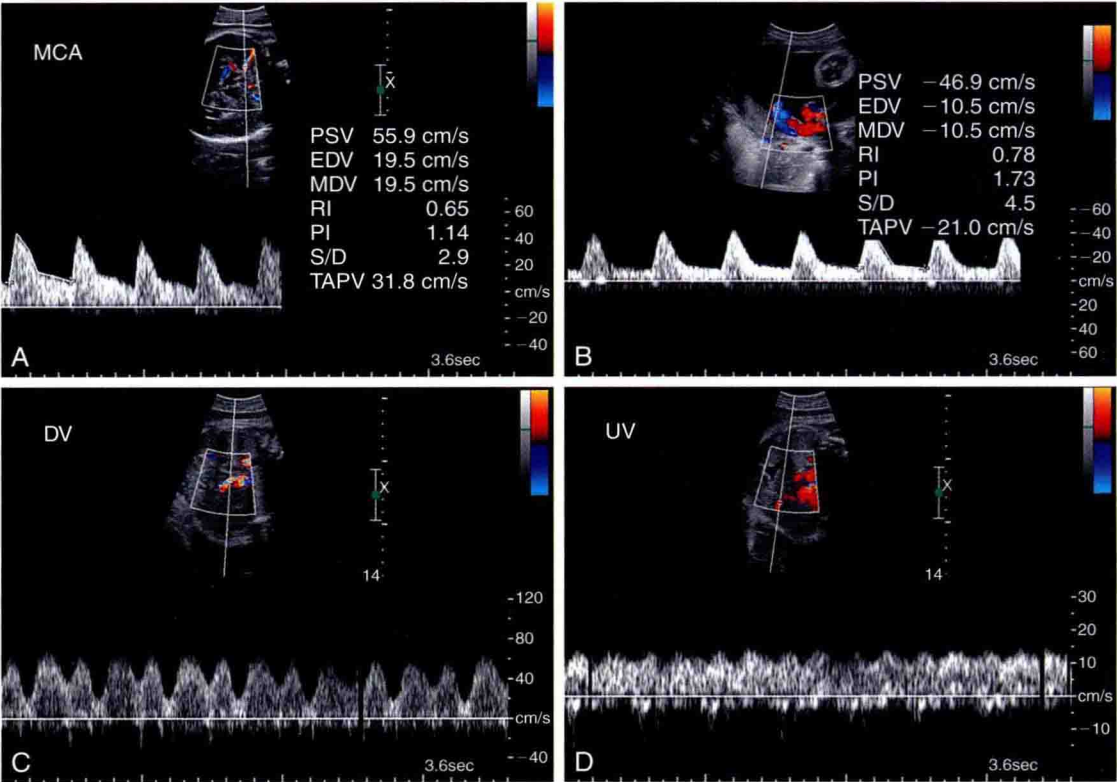 MCA
X
PSV 55.9 cm/s
EDV 19.5 cm/s
MDV 19.5 cm/s
RI 0.65
PI 1.14
S/D 2.9
TAPV 31.8 cm/s
60
40
20
cm/s
-20
-40
3.6sec
A
PSV -46.9 cm/s
EDV -10.5 cm/s
MDV -10.5 cm/s
RI 0.78
PI 1.73
S/D 4.5
TAPV -21.0 cm/s
-60
-40
-20
cm/s
20
40
60
3.6sec
B
DV
X
14
120
80
40
cm/s
-40
3.6sec
C
UV
X
14
30
20
10
cm/s
-10
3.6sec
D